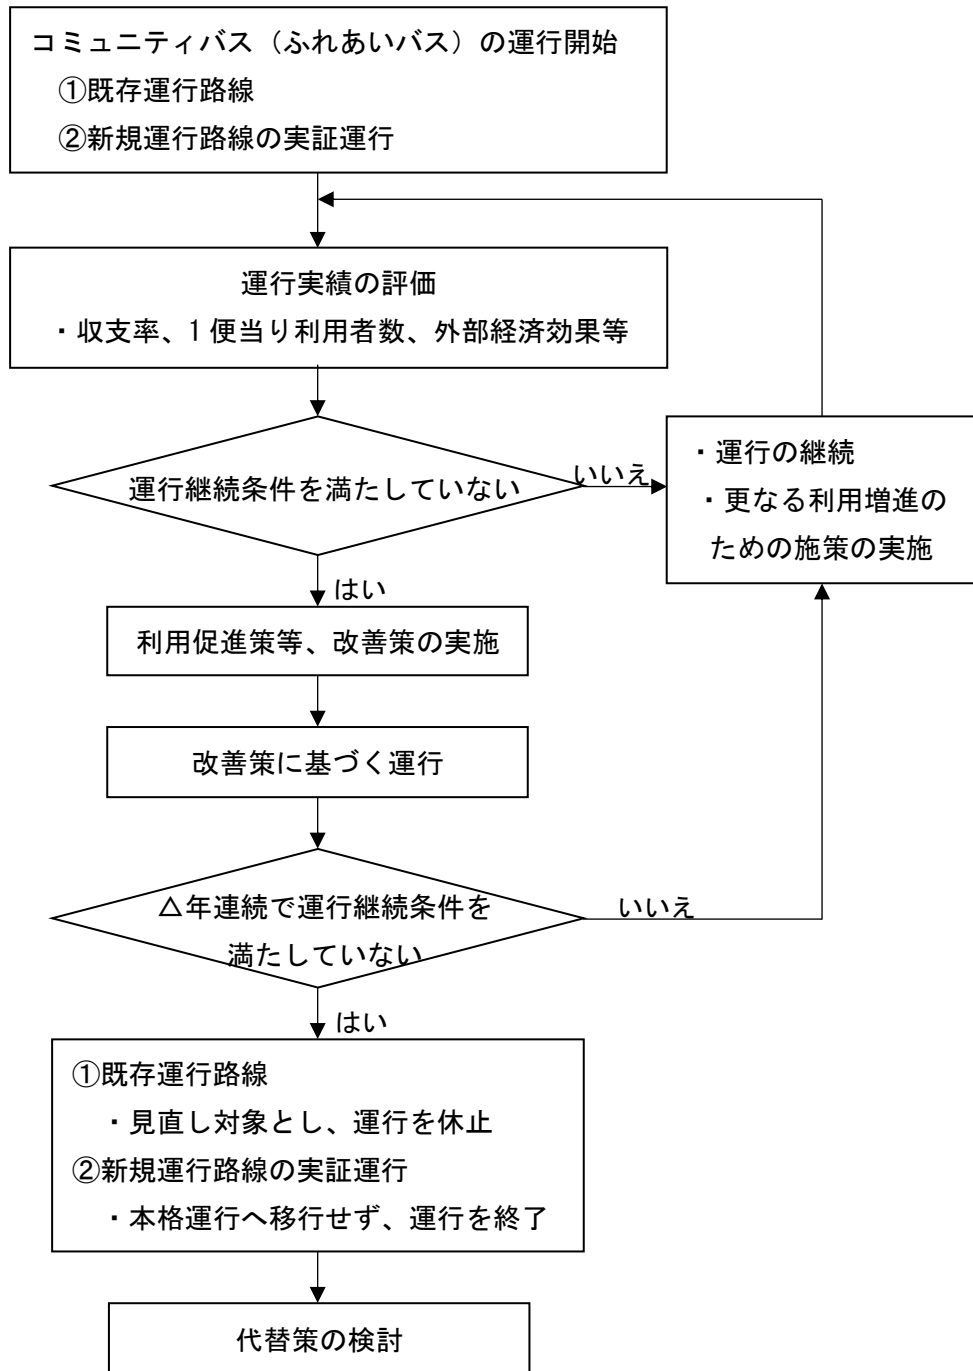 コミュニティバス（ふれあいバス）の運行開始
①既存運行路線
②新規運行路線の実証運行
運行実績の評価
・収支率、1便当り利用者数、外部経済効果等
運行継続条件を満たしていない
いいえ
・運行の継続
・更なる利用増進の
ための施策の実施
はい
利用促進策等、改善策の実施
改善策に基づく運行
△年連続で運行継続条件を
満たしていない
いいえ
はい
①既存運行路線
・見直し対象とし、運行を休止
②新規運行路線の実証運行
・本格運行へ移行せず、運行を終了
代替策の検討